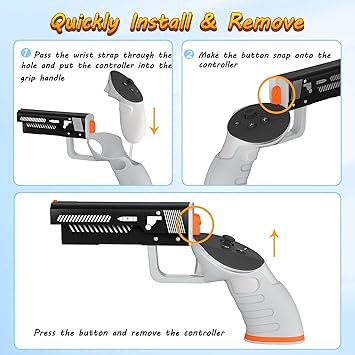 Quickly Install & Remove
1 Pass the wrist strap through the
hole and put the controller into the
grip handle
2 Make the button snap onto the
controller
Press the button and remove the controller